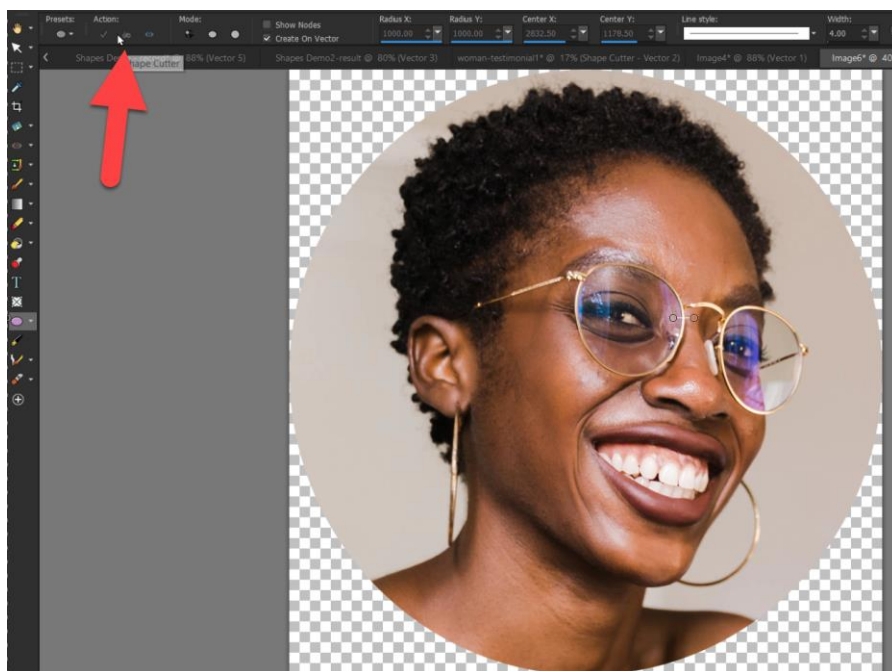 Presets:
Action:
Mode:
Show Nodes
Create On Vector
Radius X:
1000.00
Radius Y:
1000.00
Center X:
2832.50
Center Y:
1178.50
Line style:
Width:
4.00
Shapes
88% (Vector 5)
Shapes Demo2-result @ 80% (Vector 3)
woman-testimonial1* @ 17% (Shape Cutter - Vector 2)
Image4* @ 88% (Vector 1)
Image6* @ 40
Shape Cutter
T